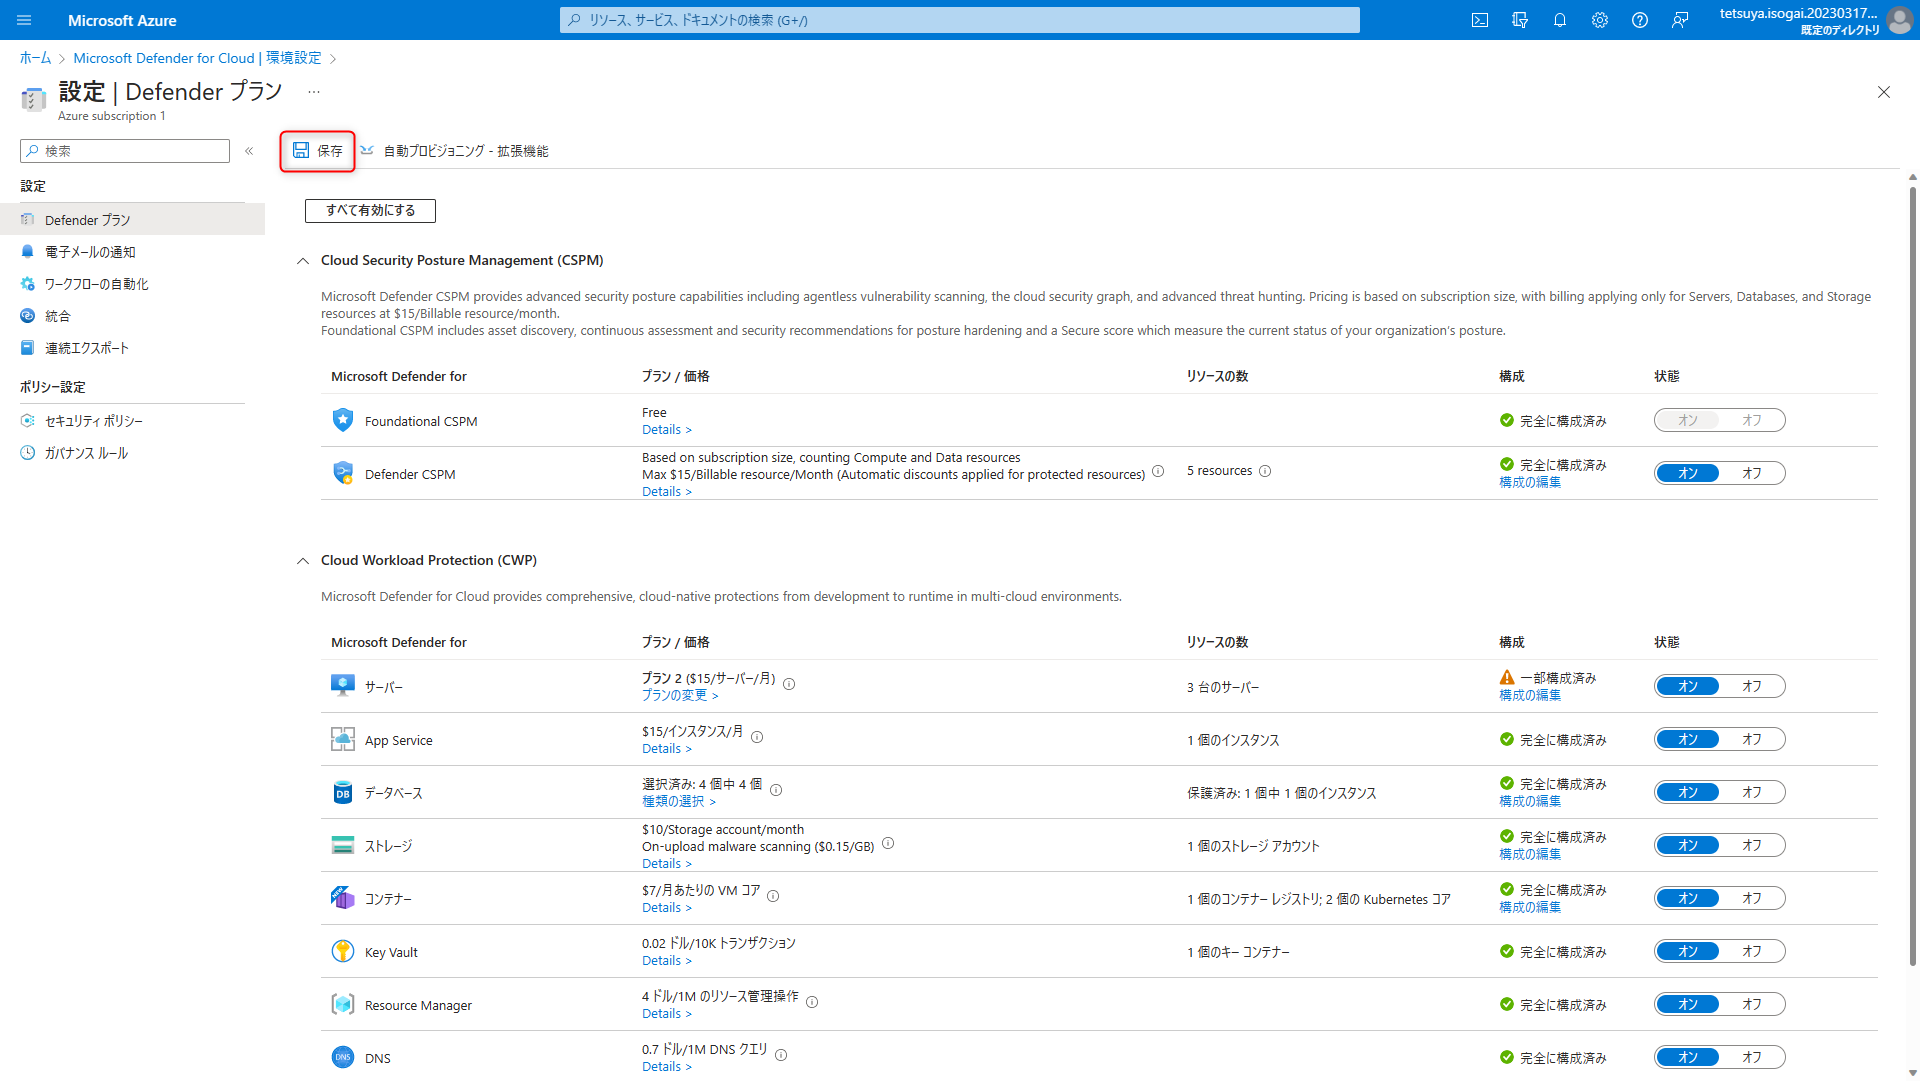 Microsoft Azure
リソース、サービス、ドキュメントの検索 (G+/)
tetsuya.isogai.20230317...
既定のディレクトリ
ホーム > Microsoft Defender for Cloud | 環境設定 >
設定 | Defender プラン ...
Azure subscription 1
検索
«
保存
自動プロビジョニング - 拡張機能
設定
Defender プラン
電子メールの通知
ワークフローの自動化
統合
連続エクスポート
ポリシー設定
セキュリティ ポリシー
ガバナンス ルール
すべて有効にする
Cloud Security Posture Management (CSPM)
Microsoft Defender CSPM provides advanced security posture capabilities including agentless vulnerability scanning, the cloud security graph, and advanced threat hunting. Pricing is based on subscription size, with billing applying only for Servers, Databases, and Storage
resources at $15/Billable resource/month.
Foundational CSPM includes asset discovery, continuous assessment and security recommendations for posture hardening and a Secure score which measure the current status of your organization's posture.
Microsoft Defender for プラン / 価格 リソースの数 構成 状態
Foundational CSPM
Free
Details >
完全に構成済み
オン オフ
Defender CSPM
Based on subscription size, counting Compute and Data resources
Max $15/Billable resource/Month (Automatic discounts applied for protected resources)
Details >
5 resources
完全に構成済み
構成の編集
オン オフ
Cloud Workload Protection (CWP)
Microsoft Defender for Cloud provides comprehensive, cloud-native protections from development to runtime in multi-cloud environments.
Microsoft Defender for プラン / 価格 リソースの数 構成 状態
サーバー
プラン 2 ($15/サーバー/月)
プランの変更 >
3 台のサーバー
一部構成済み
構成の編集
オン オフ
App Service
$15/インスタンス/月
Details >
1 個のインスタンス
完全に構成済み
オン オフ
DB
データベース
選択済み: 4 個中 4 個
種類の選択 >
保護済み: 1 個中 1 個のインスタンス
完全に構成済み
構成の編集
オン オフ
ストレージ
$10/Storage account/month
On-upload malware scanning ($0.15/GB)
Details >
1 個のストレージ アカウント
完全に構成済み
構成の編集
オン オフ
コンテナー
$7/月あたりの VM コア
Details >
1 個のコンテナー レジストリ; 2 個の Kubernetes コア
完全に構成済み
構成の編集
オン オフ
Key Vault
0.02 ドル/10K トランザクション
Details >
1 個のキー コンテナー
完全に構成済み
オン オフ
Resource Manager
4 ドル/1M のリソース管理操作
Details >
完全に構成済み
オン オフ
DNS
DNS
0.7 ドル/1M DNS クエリ
Details >
完全に構成済み
オン オフ